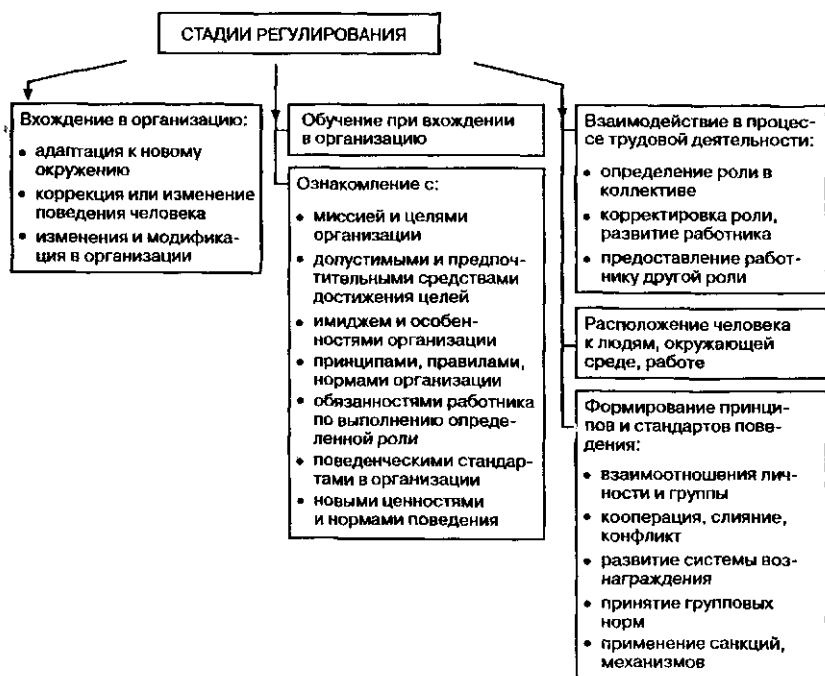 СТАДИИ РЕГУЛИРОВАНИЯ
Вхождение в организацию:
• адаптация к новому
окружению
• коррекция или изменение
поведения человека
• изменения и модифика-
ция в организации
Обучение при вхождении
в организацию
Ознакомление с:
• миссией и целями
организации
• допустимыми и предпоч-
тительными средствами
достижения целей
• имиджем и особен-
ностями организации
• принципами, правилами,
нормами организации
• обязанностями работника
по выполнению опреде-
ленной роли
• поведенческими стандар-
тами в организации
• новыми ценностями
и нормами поведения
Взаимодействие в процес-
се трудовой деятельности:
• определение роли в
коллективе
• корректировка роли,
развитие работника
• предоставление работ-
нику другой роли
Расположение человека
к людям, окружающей
среде, работе
Формирование принци-
пов и стандартов пове-
дения:
• взаимоотношения лич-
ности и группы
• кооперация, слияние,
конфликт
• развитие системы воз-
награждения
• принятие групповых
норм
• применение санкций,
механизмов